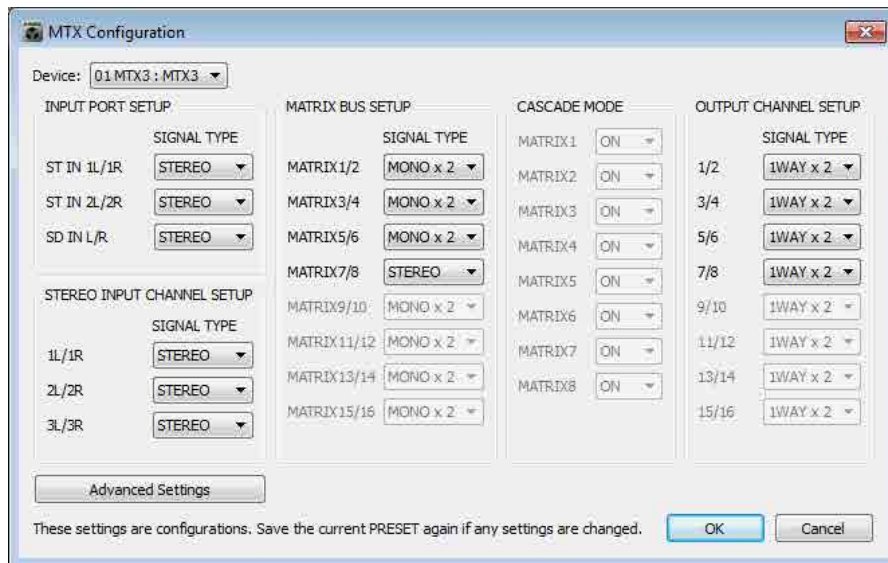 MTX Configuration
Device: 01 MTX3 : MTX3
INPUT PORT SETUP
SIGNAL TYPE
ST IN 1L/1R STEREO
ST IN 2L/2R STEREO
SD IN L/R STEREO
STEREO INPUT CHANNEL SETUP
SIGNAL TYPE
1L/1R STEREO
2L/2R STEREO
3L/3R STEREO
MATRIX BUS SETUP
SIGNAL TYPE
MATRIX1/2 MONO x 2
MATRIX3/4 MONO x 2
MATRIX5/6 MONO x 2
MATRIX7/8 STEREO
MATRIX9/10 MONO x 2
MATRIX11/12 MONO x 2
MATRIX13/14 MONO x 2
MATRIX15/16 MONO x 2
CASCADE MODE
MATRIX1 ON
MATRIX2 ON
MATRIX3 ON
MATRIX4 ON
MATRIX5 ON
MATRIX6 ON
MATRIX7 ON
MATRIX8 ON
OUTPUT CHANNEL SETUP
SIGNAL TYPE
1/2 1WAY x 2
3/4 1WAY x 2
5/6 1WAY x 2
7/8 1WAY x 2
9/10 1WAY x 2
11/12 1WAY x 2
13/14 1WAY x 2
15/16 1WAY x 2
Advanced Settings
These settings are configurations. Save the current PRESET again if any settings are changed.
OK
Cancel